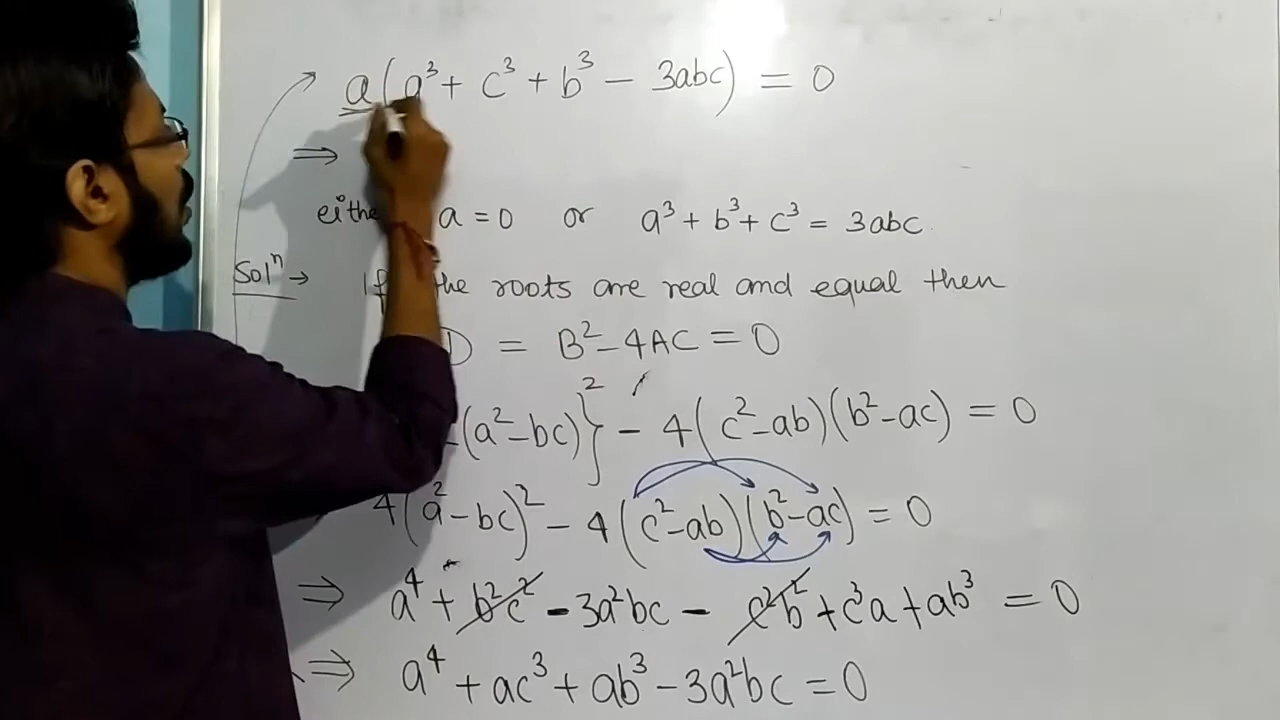 a(a³ + c³ + b³ – 3abc) = 0
⇒
a = 0 or a³ + b³ + c³ = 3abc.
Solⁿ → If the roots are real and equal then
D = B² – 4AC = 0
(a² – bc)}² – 4(c² – ab)(b² – ac) = 0
4(a² – bc)² – 4(c² – ab)(b² – ac) = 0
⇒ a⁴ + b²c² – 3a²bc – c²b² + c³a + ab³ = 0
⇒ a⁴ + ac³ + ab³ – 3a²bc = 0